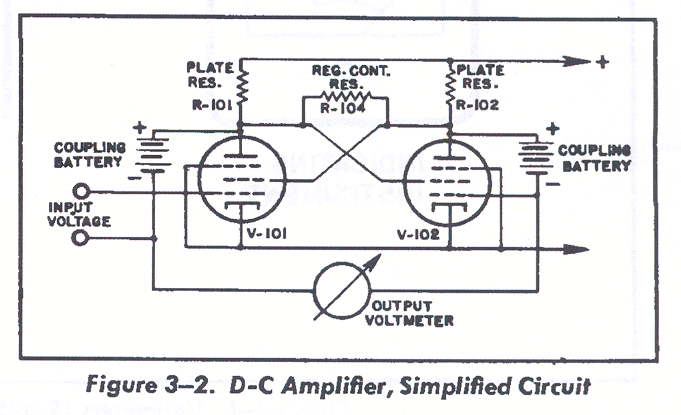 PLATE
RES.
R-101
REG. CONT.
RES.
R-104
PLATE
RES.
R-102
+
+
COUPLING
BATTERY
-
+
COUPLING
BATTERY
-
INPUT
VOLTAGE
V-101
V-102
OUTPUT
VOLTMETER
Figure 3-2. D-C Amplifier, Simplified Circuit